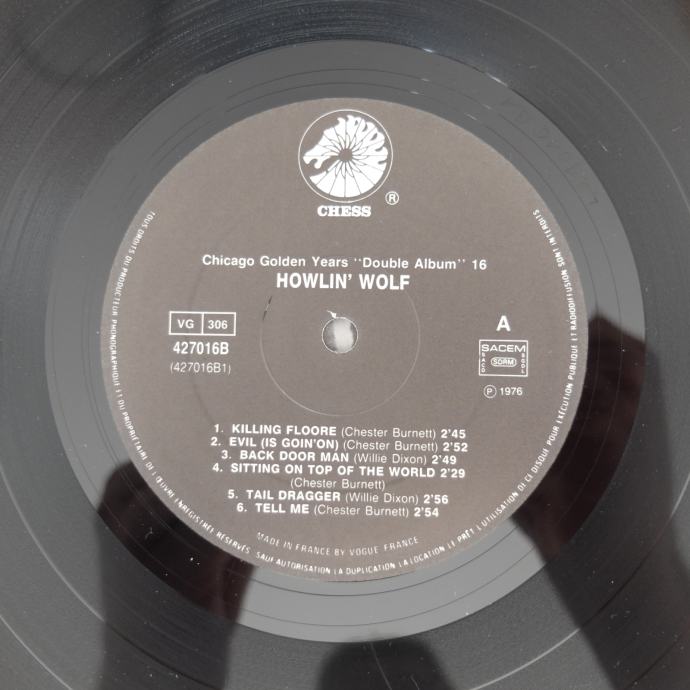 CHESS
®
Chicago Golden Years "Double Album" 16
HOWLIN' WOLF
VG 306
427016B
(427016B1)
A
SACEM
SACD
SDRM
SGDL
℗ 1976
1. KILLING FLOORE (Chester Burnett) 2'45
2. EVIL (IS GOIN'ON) (Chester Burnett) 2'52
3. BACK DOOR MAN (Willie Dixon) 2'49
4. SITTING ON TOP OF THE WORLD 2'29
(Chester Burnett)
5. TAIL DRAGGER (Willie Dixon) 2'56
6. TELL ME (Chester Burnett) 2'54
MADE IN FRANCE BY VOGUE FRANCE
TOUS DROITS DU PRODUCTEUR PHONOGRAPHIQUE ET DU PROPRIETAIRE DE L'ŒUVRE ENREGISTRÉE RÉSERVÉS SAUF AUTORISATION LA DUPLICATION LA LOCATION LE PRÊT L'UTILISATION DE CE DISQUE POUR EXÉCUTION PUBLIQUE ET RADIODIFFUSION SONT INTERDITS